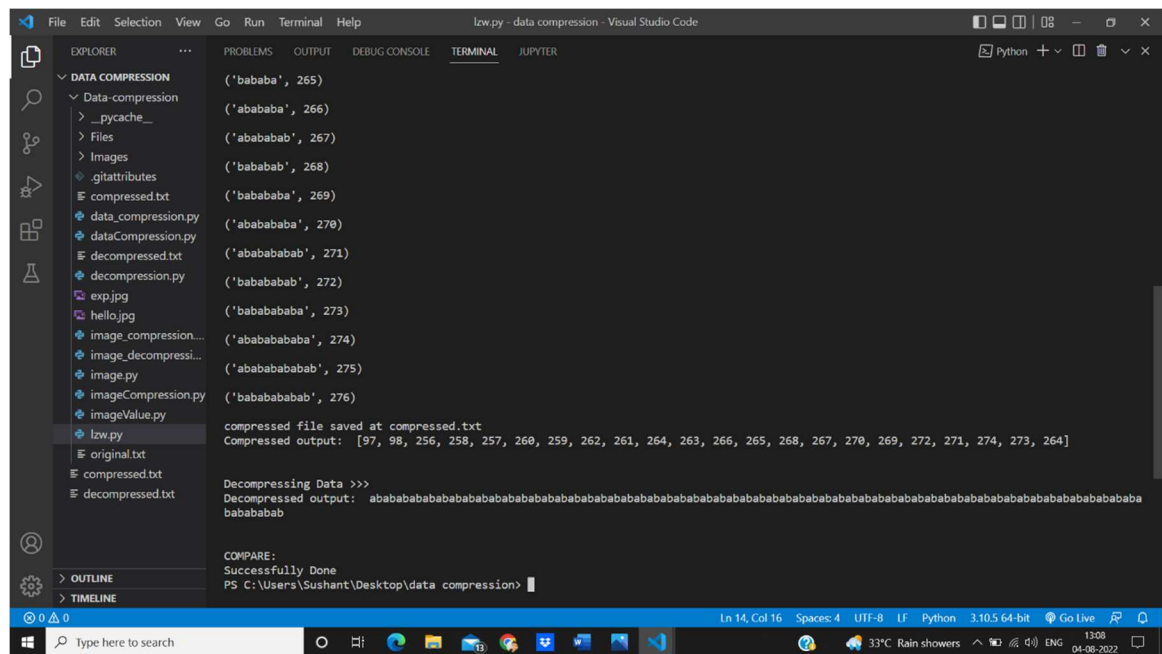 File Edit Selection View Go Run Terminal Help
lzw.py - data compression - Visual Studio Code
EXPLORER
DATA COMPRESSION
Data-compression
__pycache__
Files
Images
.gitattributes
compressed.txt
data_compression.py
dataCompression.py
decompressed.txt
decompression.py
exp.jpg
hello.jpg
image_compression....
image_decompressi...
image.py
imageCompression.py
imageValue.py
lzw.py
original.txt
compressed.txt
decompressed.txt
OUTLINE
TIMELINE
PROBLEMS OUTPUT DEBUG CONSOLE TERMINAL JUPYTER
Python
('bababa', 265)
('abababa', 266)
('abababab', 267)
('bababab', 268)
('babababa', 269)
('ababababa', 270)
('ababababab', 271)
('babababab', 272)
('bababababa', 273)
('abababababa', 274)
('abababababab', 275)
('bababababab', 276)
compressed file saved at compressed.txt
Compressed output: [97, 98, 256, 258, 257, 260, 259, 262, 261, 264, 263, 266, 265, 268, 267, 270, 269, 272, 271, 274, 273, 264]
Decompressing Data >>>
Decompressed output:
babababab
COMPARE:
Successfully Done
PS C:\Users\Sushant\Desktop\data compression>
0 0
Ln 14, Col 16 Spaces: 4 UTF-8 LF Python 3.10.5 64-bit Go Live
Type here to search
13
33°C Rain showers
ENG
13:08
04-08-2022